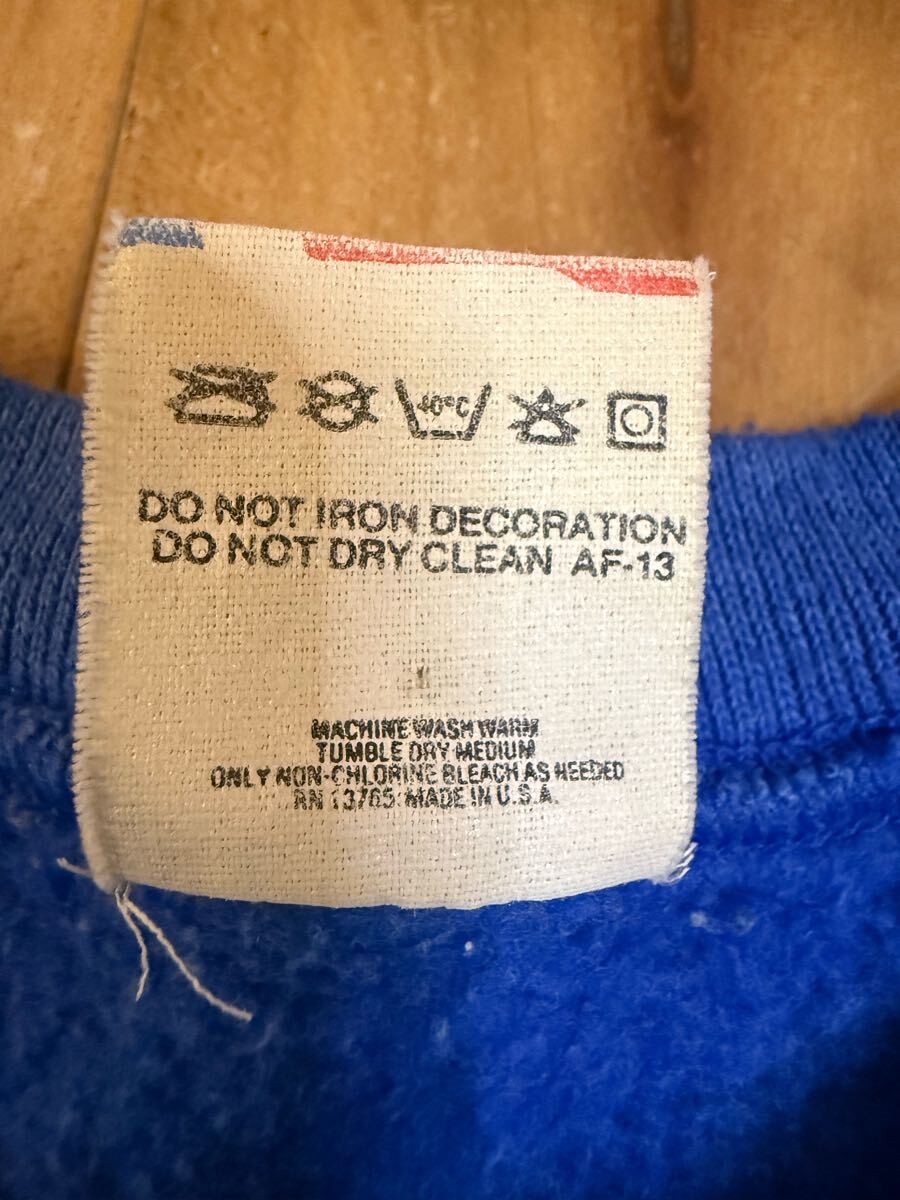 40°C
DO NOT IRON DECORATION
DO NOT DRY CLEAN AF-13
MACHINE WASH WARM
TUMBLE DRY MEDIUM
ONLY NON-CHLORINE BLEACH AS NEEDED
RN 13765 MADE IN U.S.A.